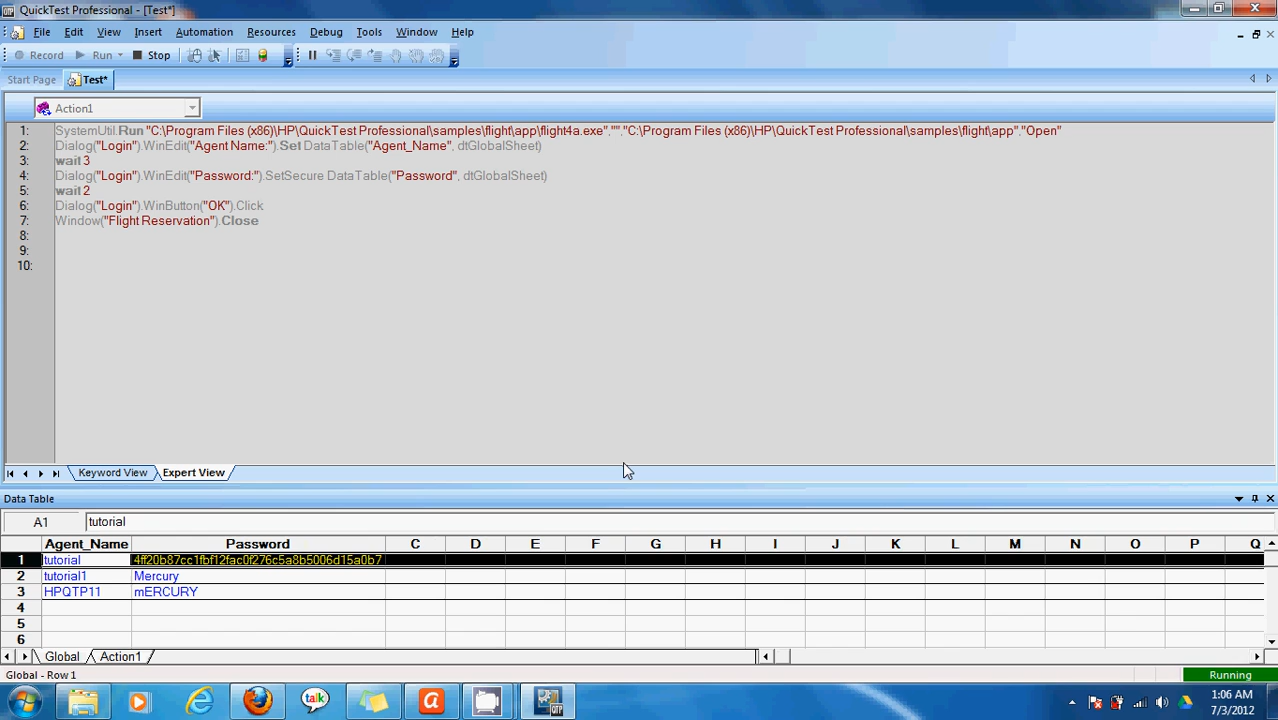 QuickTest Professional - [Test*]
File Edit View Insert Automation Resources Debug Tools Window Help
Record Run Stop
Start Page Test*
Action1
1: SystemUtil.Run "C:\Program Files (x86)\HP\QuickTest Professional\samples\flight\app\flight4a.exe","","C:\Program Files (x86)\HP\QuickTest Professional\samples\flight\app","Open"
2: Dialog("Login").WinEdit("Agent Name:").Set DataTable("Agent_Name", dtGlobalSheet)
3: wait 3
4: Dialog("Login").WinEdit("Password:").SetSecure DataTable("Password", dtGlobalSheet)
5: wait 2
6: Dialog("Login").WinButton("OK").Click
7: Window("Flight Reservation").Close
8:
9:
10:
Keyword View Expert View
Data Table
A1 tutorial
Agent_Name Password C D E F G H I J K L M N O P Q
1 tutorial 4ff20b87cc1fbf12fac0f276c5a8b5006d15a0b7
2 tutorial1 Mercury
3 HPQTP11 mERCURY
4
5
6
Global Action1
Global - Row 1 Running
talk a QTP 1:06 AM
7/3/2012